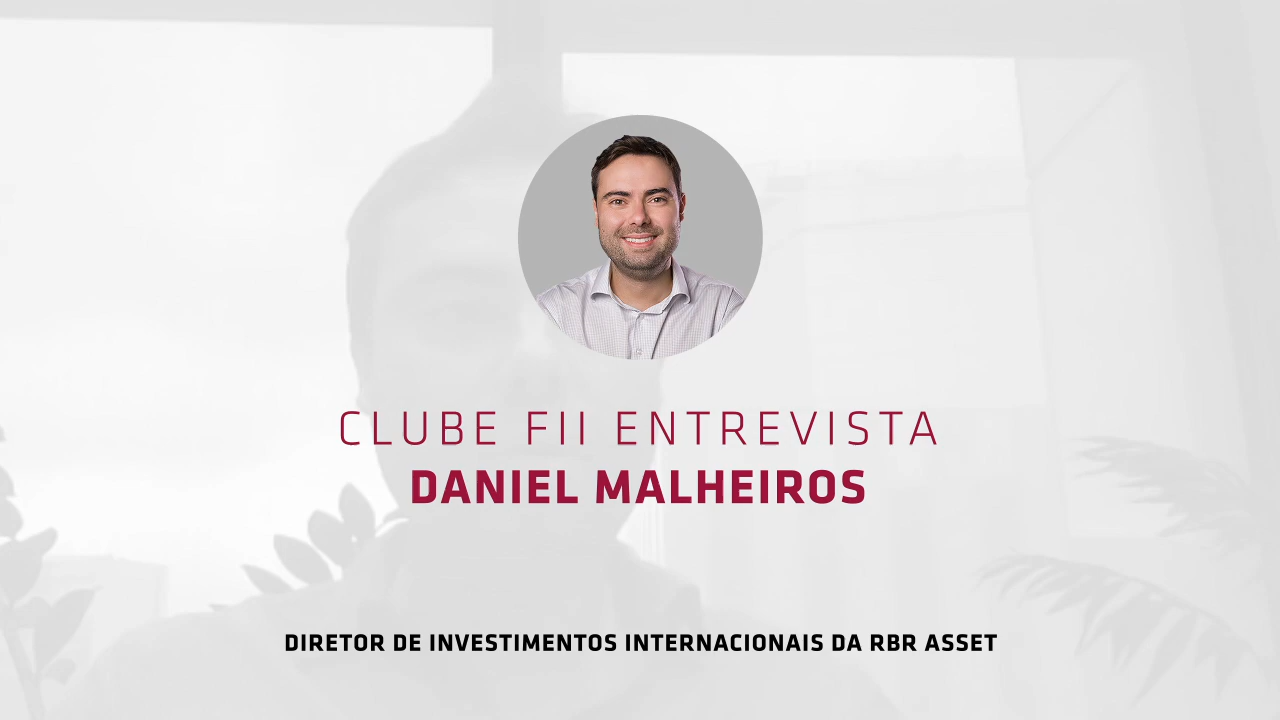 CLUBE FII ENTREVISTA
DANIEL MALHEIROS
DIRETOR DE INVESTIMENTOS INTERNACIONAIS DA RBR ASSET